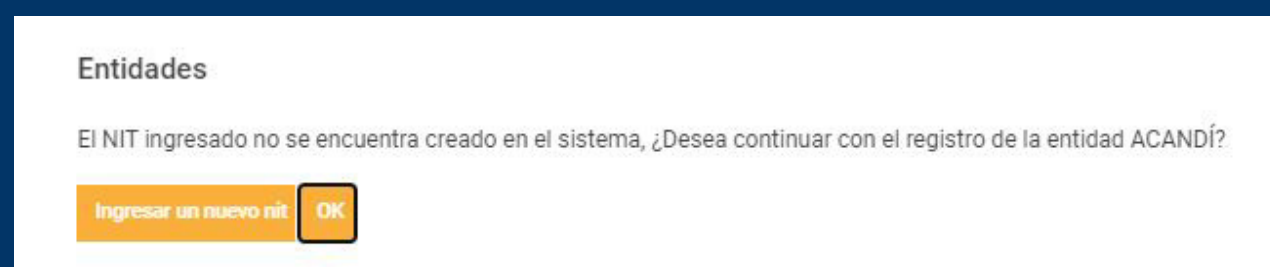 Entidades
El NIT ingresado no se encuentra creado en el sistema, ¿Desea continuar con el registro de la entidad ACANDÍ?
Ingresar un nuevo nit OK